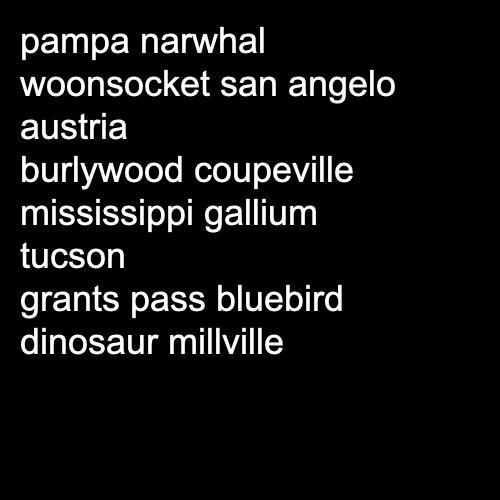 pampa narwhal
woonsocket san angelo
austria
burlywood coupeville
mississippi gallium
tucson
grants pass bluebird
dinosaur millville